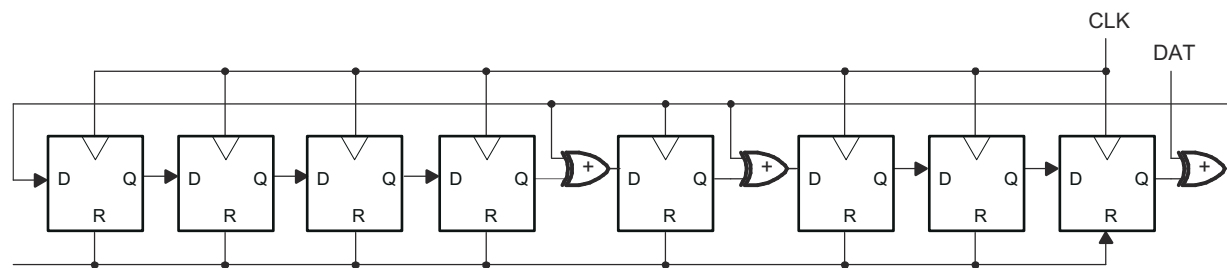 CLK
DAT
D Q D Q D Q D Q + D Q + D Q D Q D Q +
R R R R R R R R